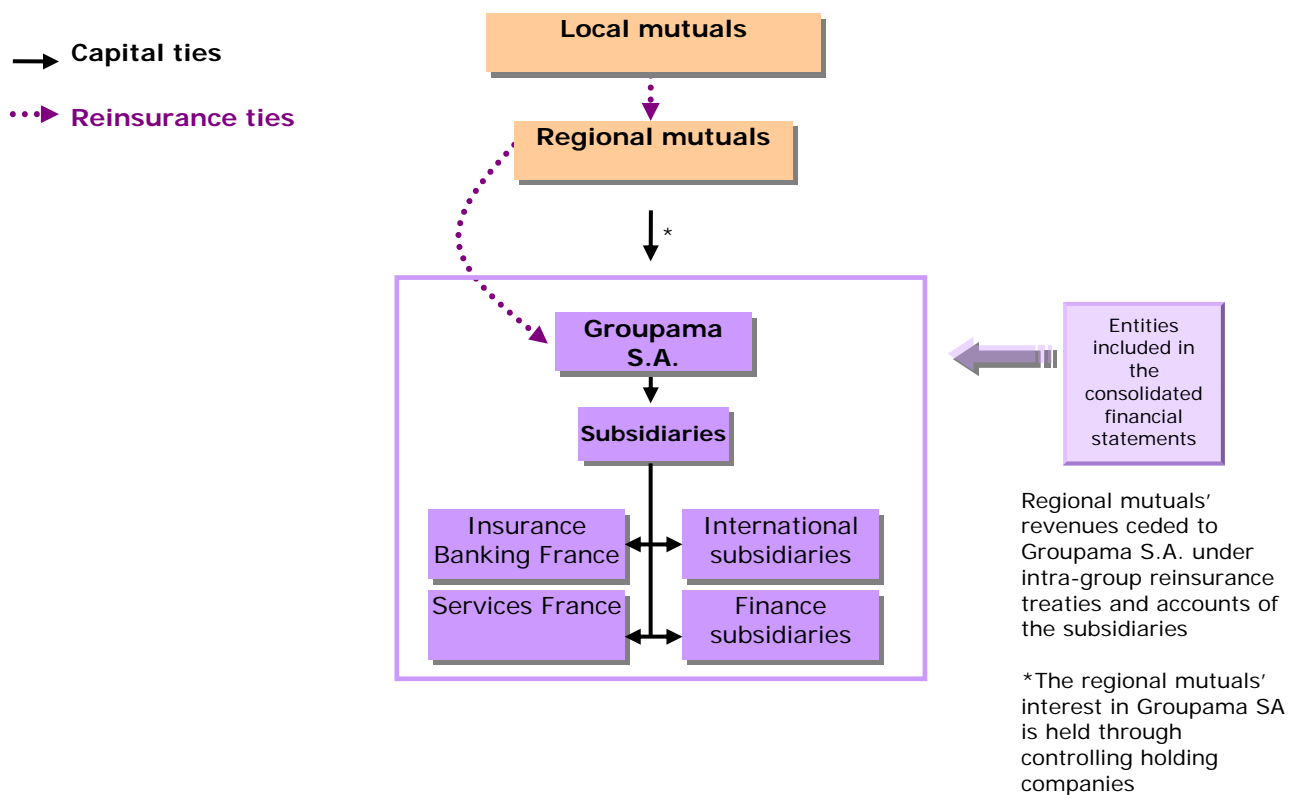 Local mutuals
Capital ties
Reinsurance ties
Regional mutuals
*
Groupama
S.A.
Subsidiaries
Insurance
Banking France
International
subsidiaries
Services France
Finance
subsidiaries
Entities
included in
the
consolidated
financial
statements
Regional mutuals’
revenues ceded to
Groupama S.A. under
intra-group reinsurance
treaties and accounts of
the subsidiaries
*The regional mutuals’
interest in Groupama SA
is held through
controlling holding
companies